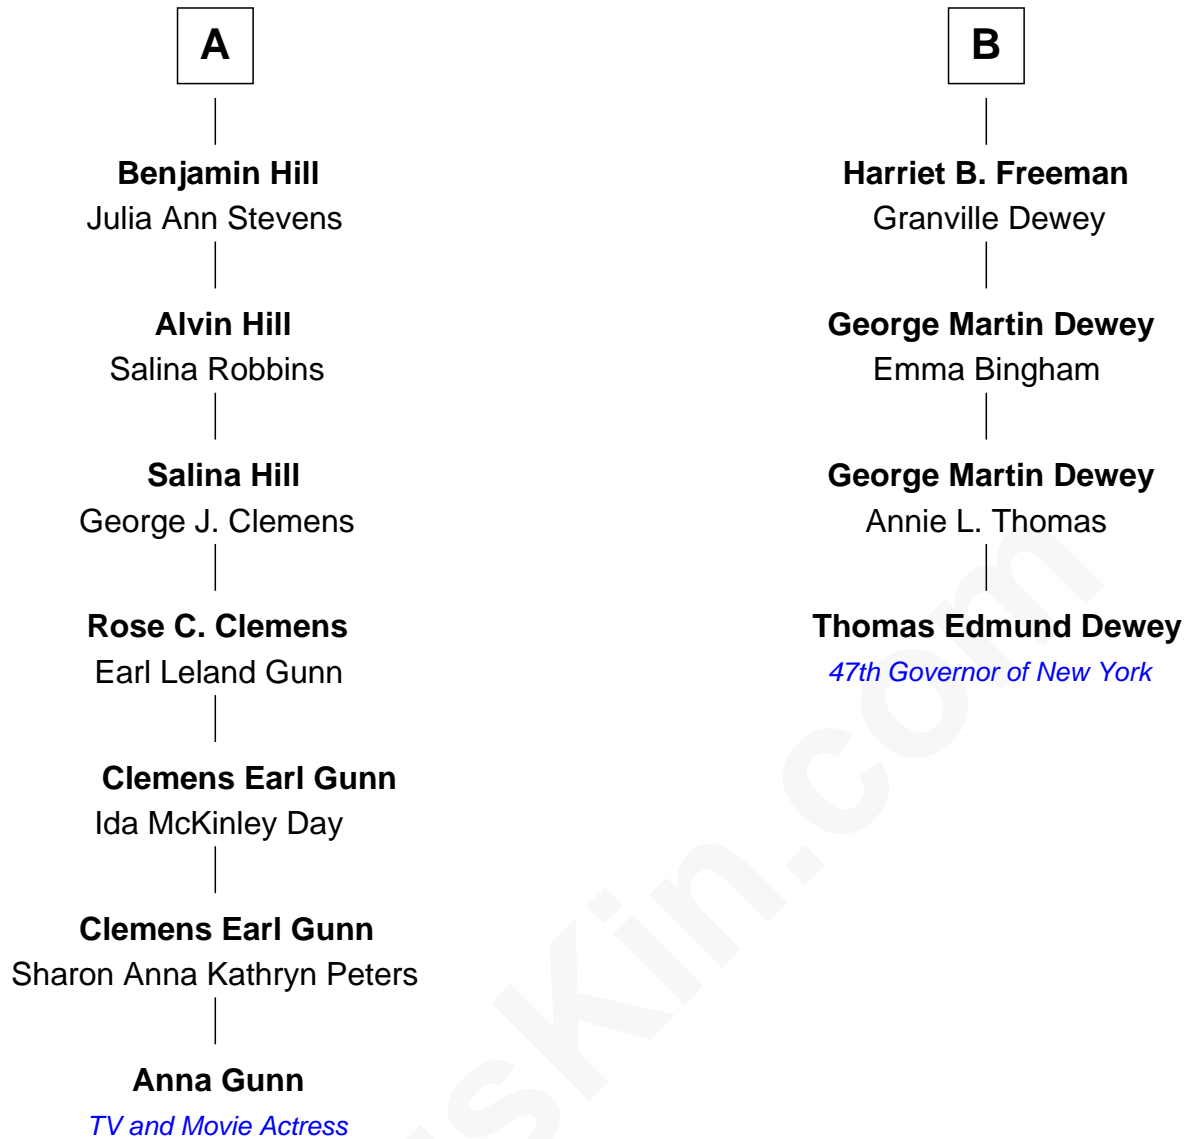 A
Benjamin Hill
Julia Ann Stevens
Alvin Hill
Salina Robbins
Salina Hill
George J. Clemens
Rose C. Clemens
Earl Leland Gunn
Clemens Earl Gunn
Ida McKinley Day
Clemens Earl Gunn
Sharon Anna Kathryn Peters
Anna Gunn
TV and Movie Actress
B
Harriet B. Freeman
Granville Dewey
George Martin Dewey
Emma Bingham
George Martin Dewey
Annie L. Thomas
Thomas Edmund Dewey
47th Governor of New York
sKin.com